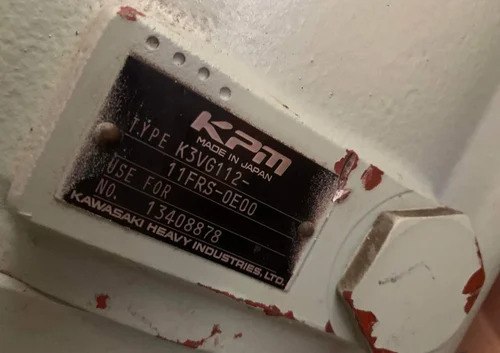 KPM
MADE IN JAPAN
TYPE K3VG112-
11FRS-0E00
USE FOR
NO. 13408878
KAWASAKI HEAVY INDUSTRIES, LTD.